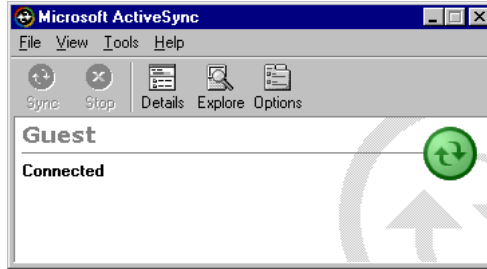 Microsoft ActiveSync
File View Tools Help
Sync Stop Details Explore Options
Guest
Connected